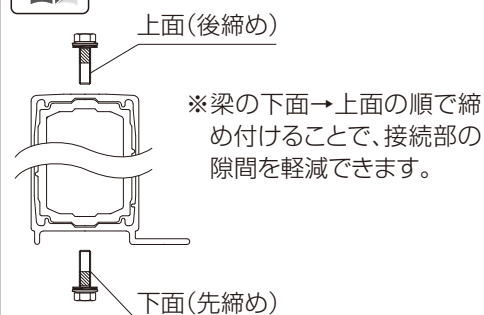 上面（後締め）
※梁の下面→上面の順で締
め付けることで、接続部の
隙間を軽減できます。
下面（先締め）